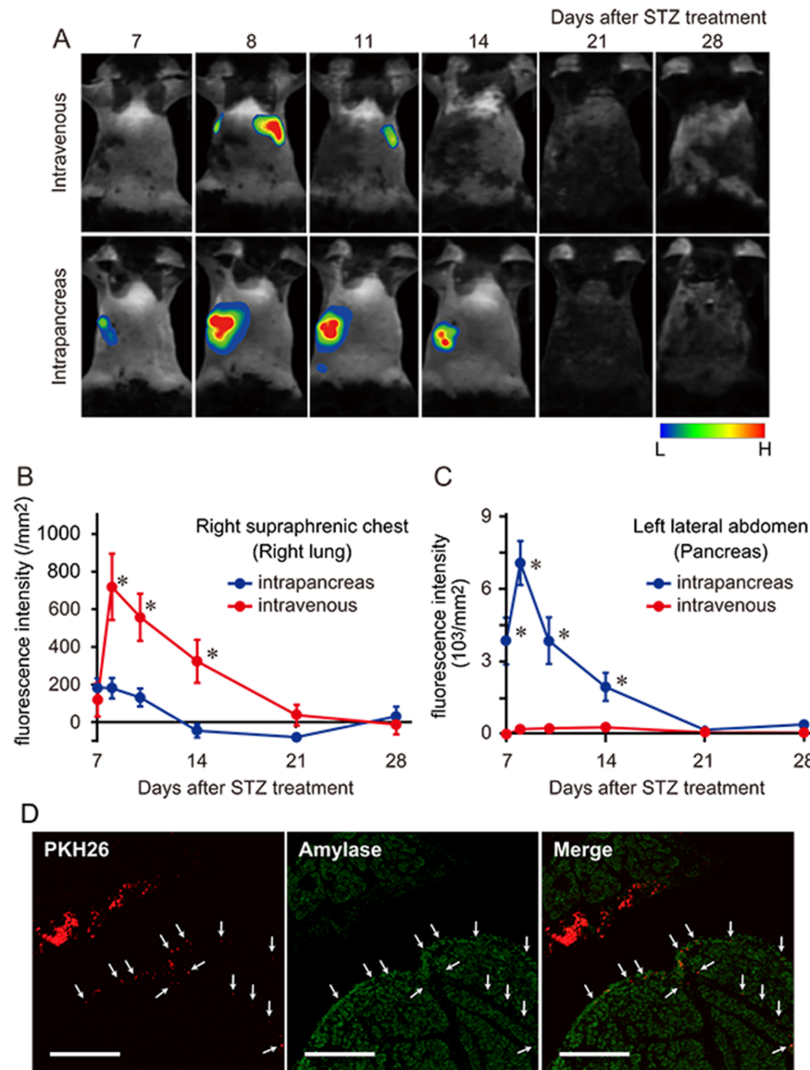 Days after STZ treatment
A
7 8 11 14 21 28
Intravenous
Intrapancreas
L H
B
fluorescence intensity (/mm2)
1000
800
600
400
200
0
Right supraphrenic chest
(Right lung)
intrapancreas
intravenous
*
*
*
7 14 21 28
Days after STZ treatment
C
fluorescence intensity
(103/mm2)
9
6
3
0
Left lateral abdomen
(Pancreas)
intrapancreas
intravenous
*
*
*
*
7 14 21 28
Days after STZ treatment
D
PKH26 Amylase Merge